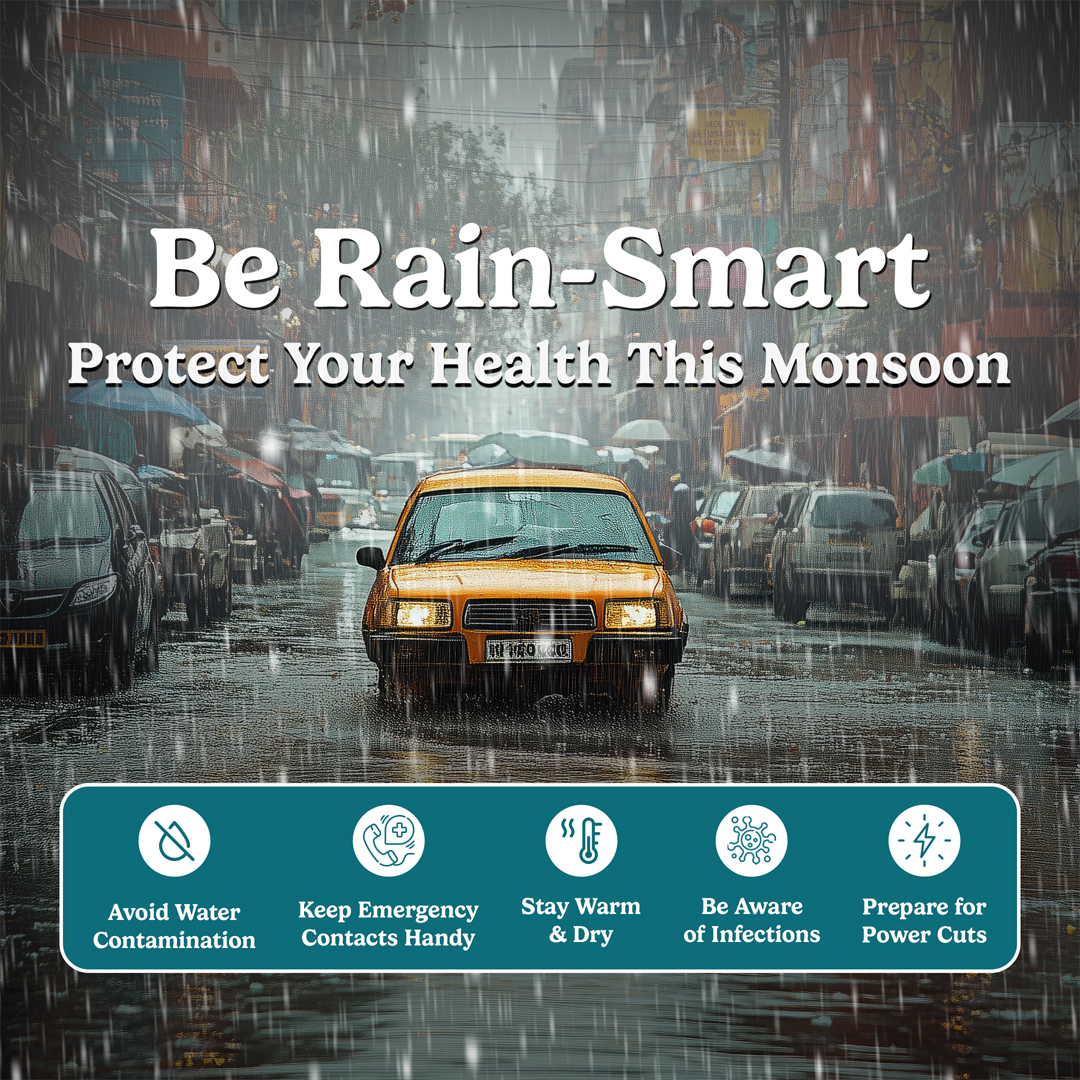 Be Rain-Smart
Protect Your Health This Monsoon
Avoid Water
Contamination
Keep Emergency
Contacts Handy
Stay Warm
& Dry
Be Aware
of Infections
Prepare for
Power Cuts